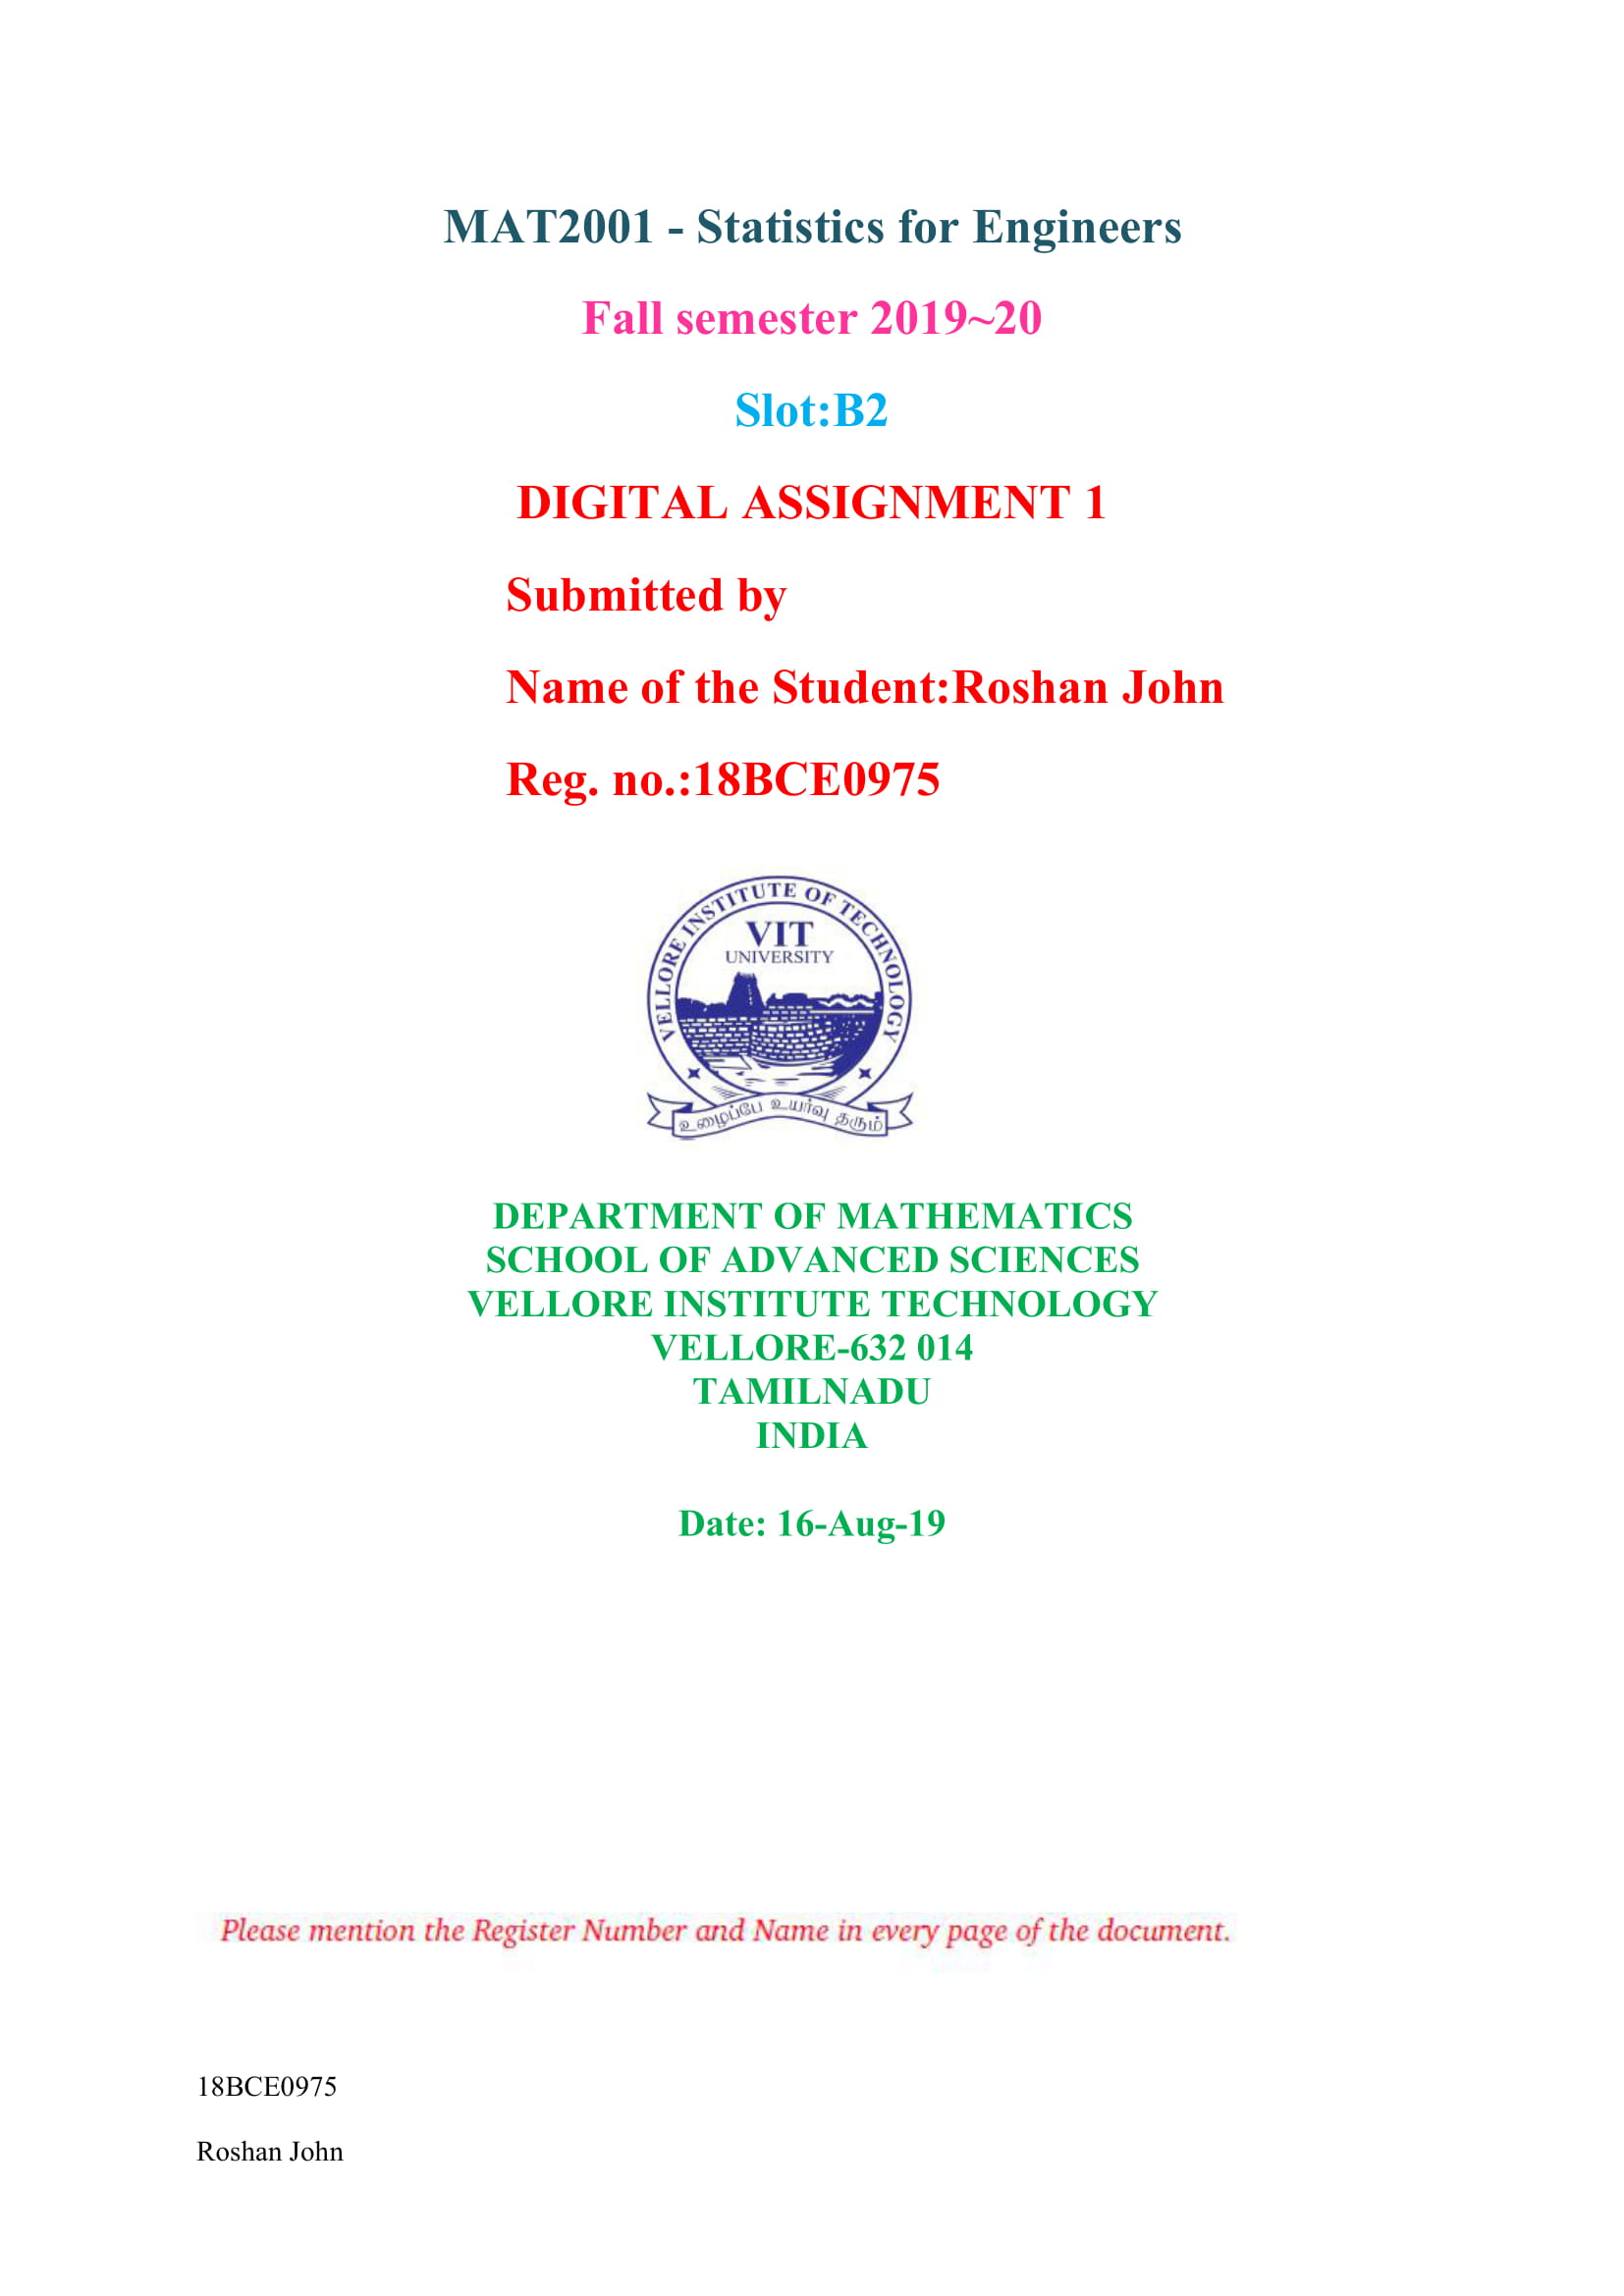 MAT2001 - Statistics for Engineers
Fall semester 2019~20
Slot:B2
DIGITAL ASSIGNMENT 1
Submitted by
Name of the Student:Roshan John
Reg. no.:18BCE0975
VELLORE INSTITUTE OF TECHNOLOGY
VIT
UNIVERSITY
உழைப்பே உயர்வு தரும்
DEPARTMENT OF MATHEMATICS
SCHOOL OF ADVANCED SCIENCES
VELLORE INSTITUTE TECHNOLOGY
VELLORE-632 014
TAMILNADU
INDIA
Date: 16-Aug-19
Please mention the Register Number and Name in every page of the document.
18BCE0975
Roshan John